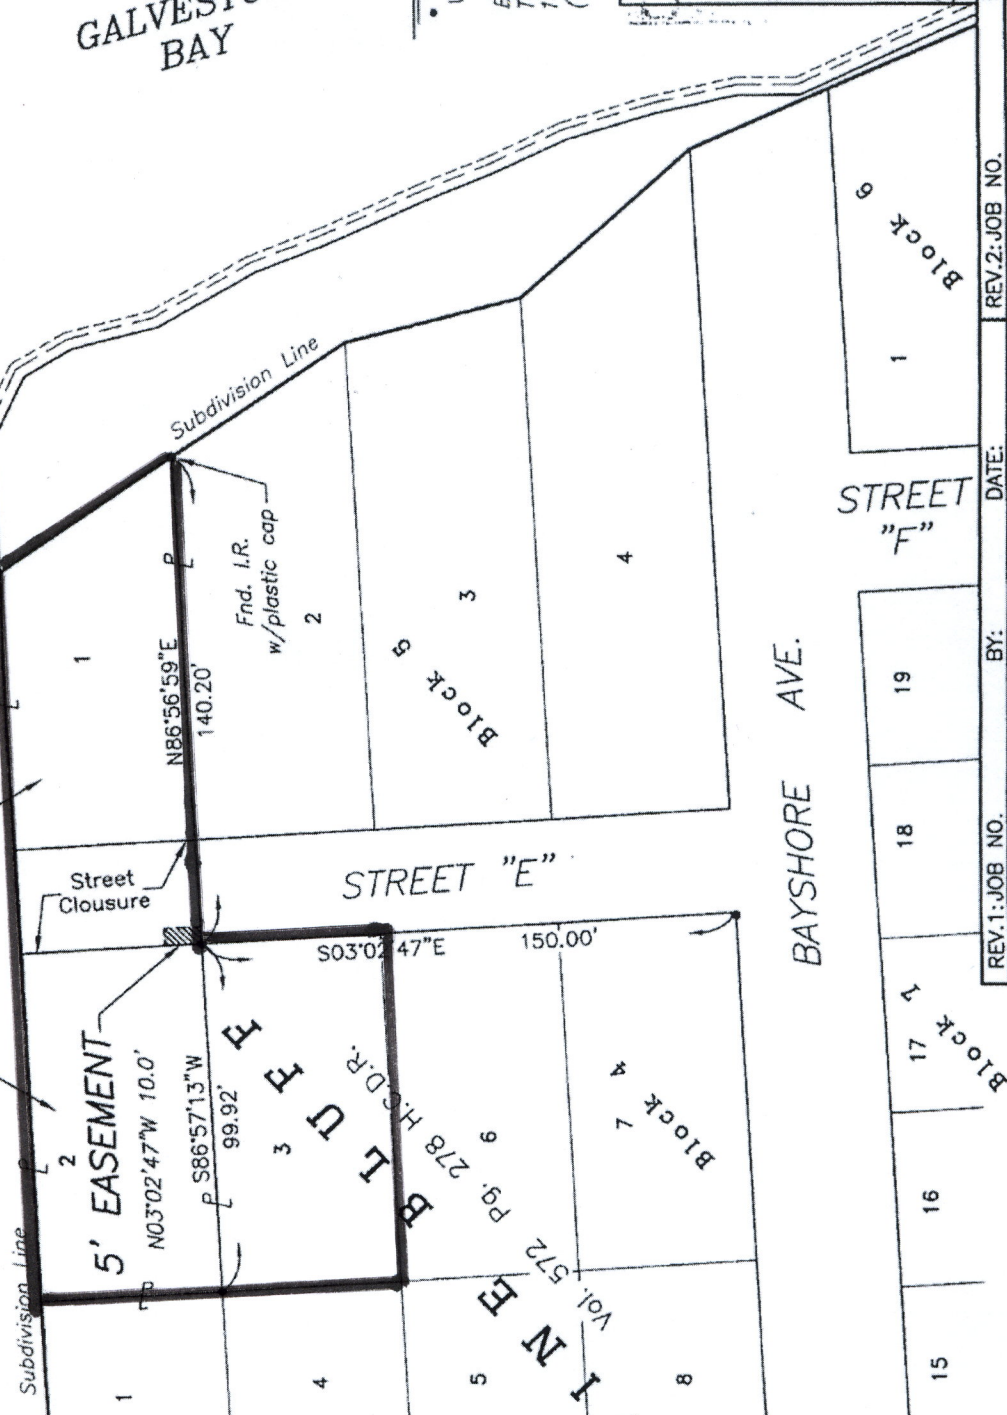 GALVESTON
BAY
Subdivision Line
Fnd. I.R.
w/plastic cap
1
N86°56'59"E
140.20'
2
3
4
Block 5
Block 6
1
STREET
"F"
Street
Clousure
STREET "E"
S03°02'47"E 150.00'
BAYSHORE AVE.
19
18
17
16
15
Block 7
5' EASEMENT
N03°02'47"W 10.0'
S86°57'13"W
99.92'
2
3
6
7
Block 4
INE BLUFF
Vol. 572 Pg. 278 H.C.D.R.
Subdivision Line
1
4
5
8
REV.1:JOB NO. BY: DATE:
REV.2:JOB NO.